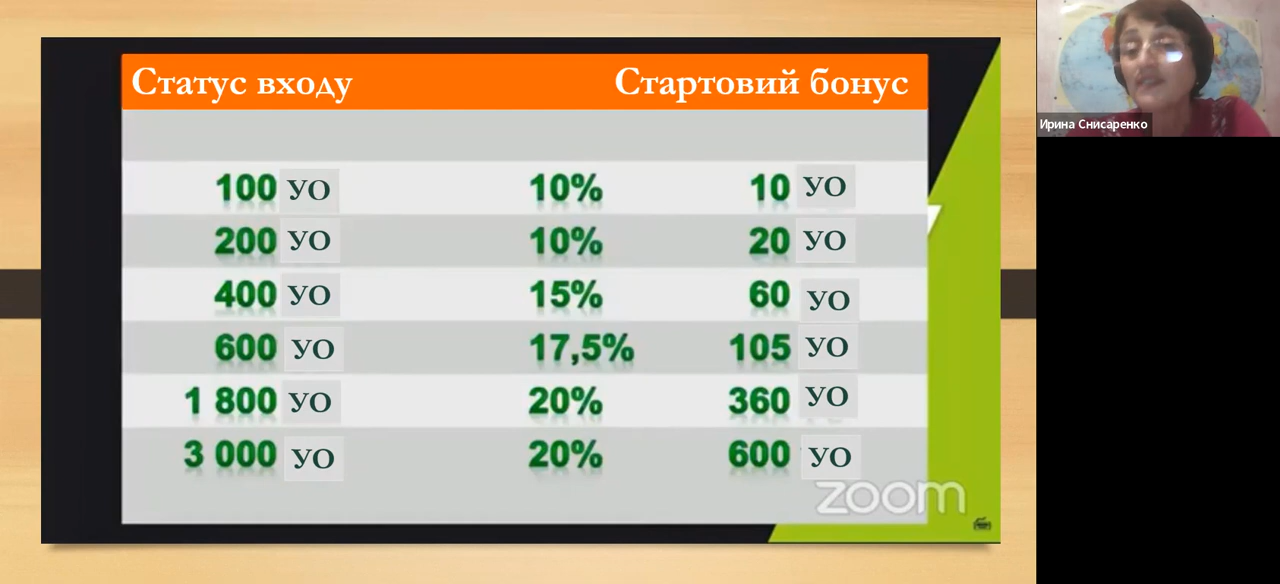 Статус входу Стартовий бонус
100 УО 10% 10 УО
200 УО 10% 20 УО
400 УО 15% 60 УО
600 УО 17,5% 105 УО
1 800 УО 20% 360 УО
3 000 УО 20% 600 УО
zoom
Ирина Снисаренко